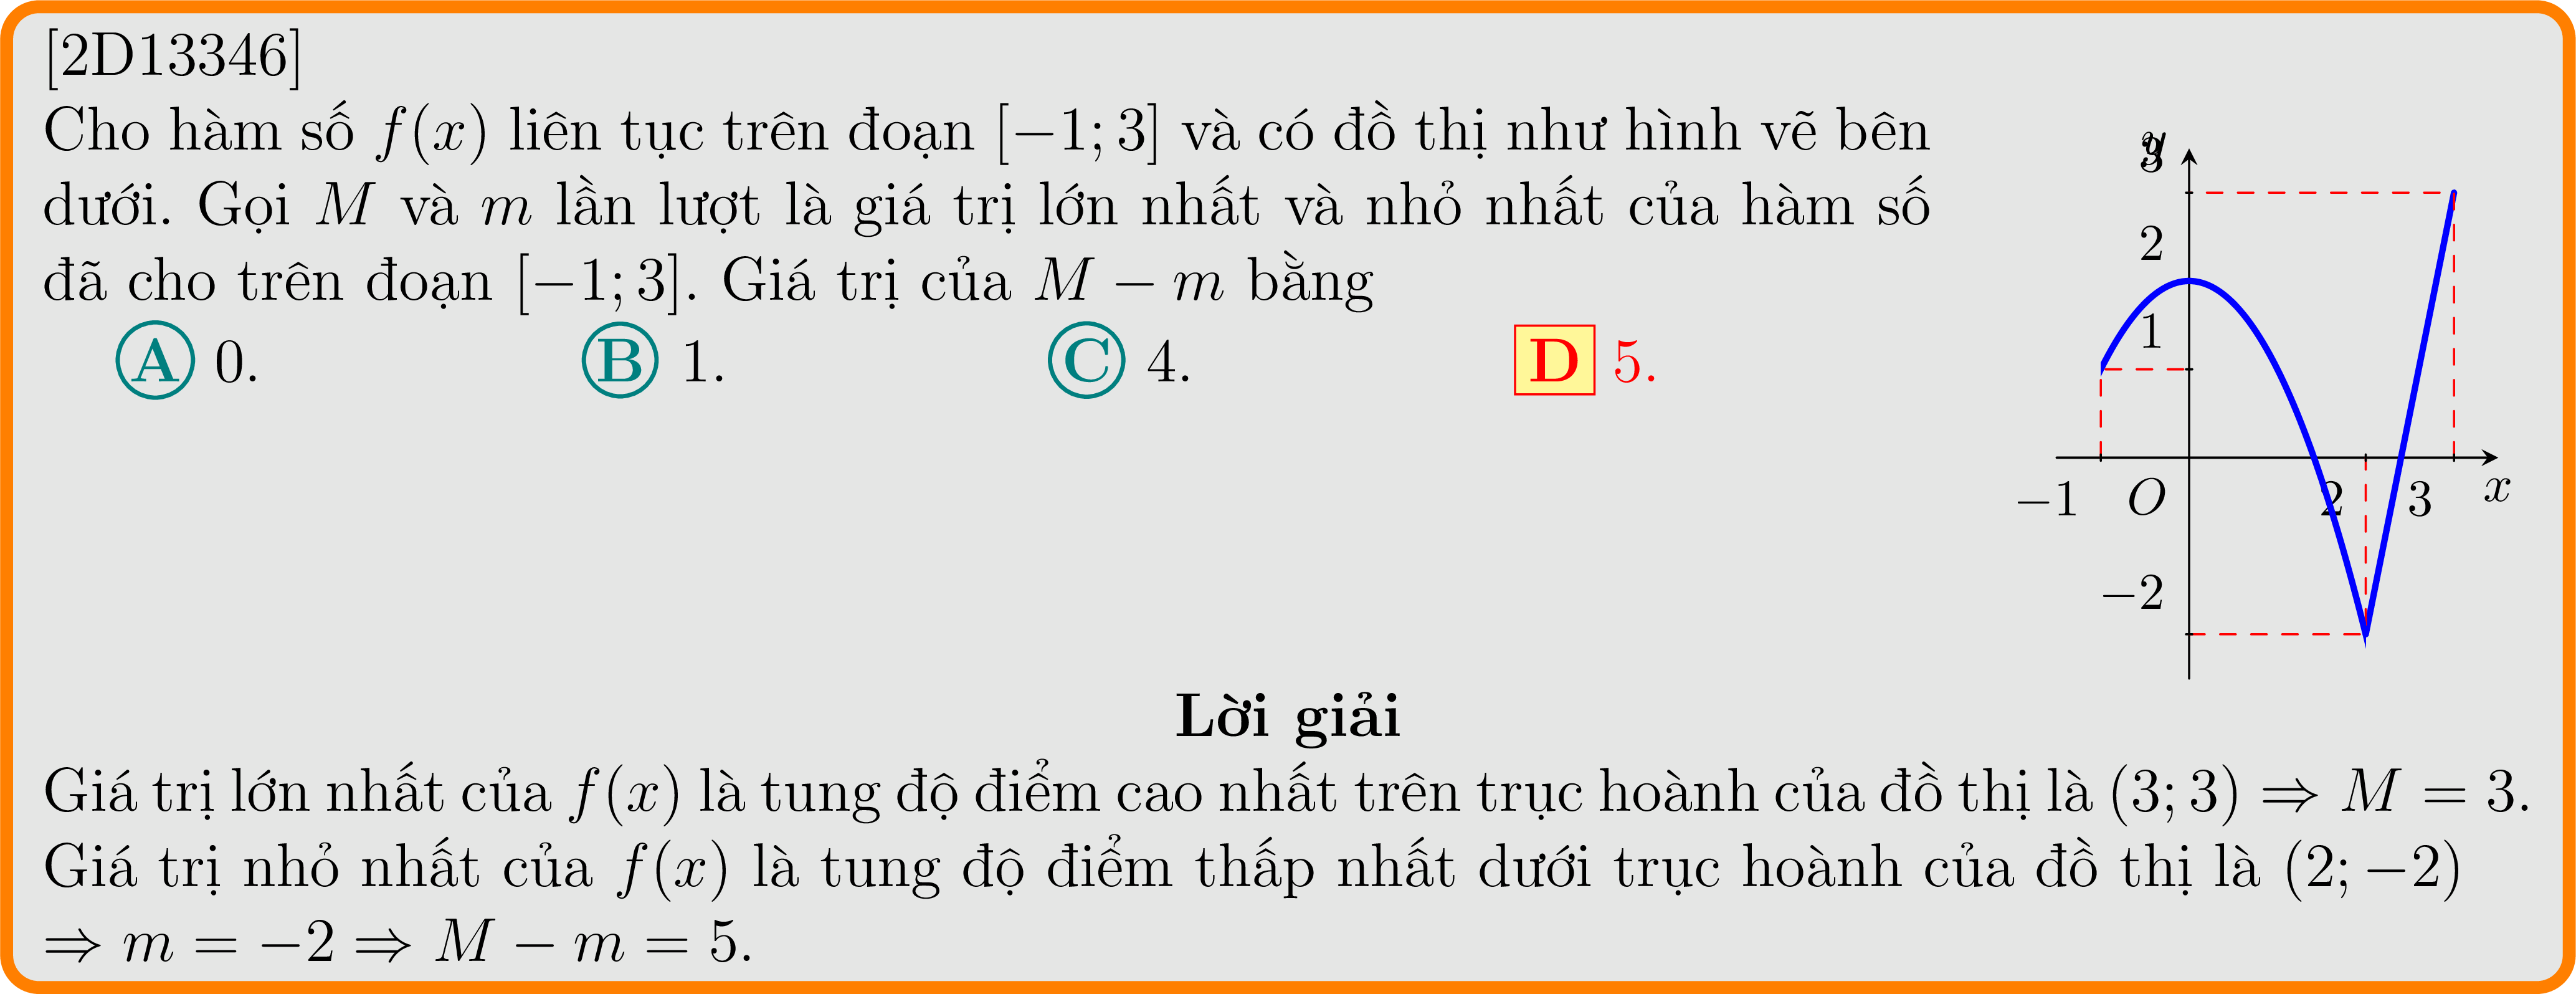 [2D13346]
Cho hàm số f(x) liên tục trên đoạn [−1; 3] và có đồ thị như hình vẽ bên
dưới. Gọi M và m lần lượt là giá trị lớn nhất và nhỏ nhất của hàm số
đã cho trên đoạn [−1; 3]. Giá trị của M − m bằng
A 0. B 1. C 4. D 5.
y
3
2
1
−1 O 2 3 x
−2
Lời giải
Giá trị lớn nhất của f(x) là tung độ điểm cao nhất trên trục hoành của đồ thị là (3; 3) ⇒ M = 3.
Giá trị nhỏ nhất của f(x) là tung độ điểm thấp nhất dưới trục hoành của đồ thị là (2; −2)
⇒ m = −2 ⇒ M − m = 5.